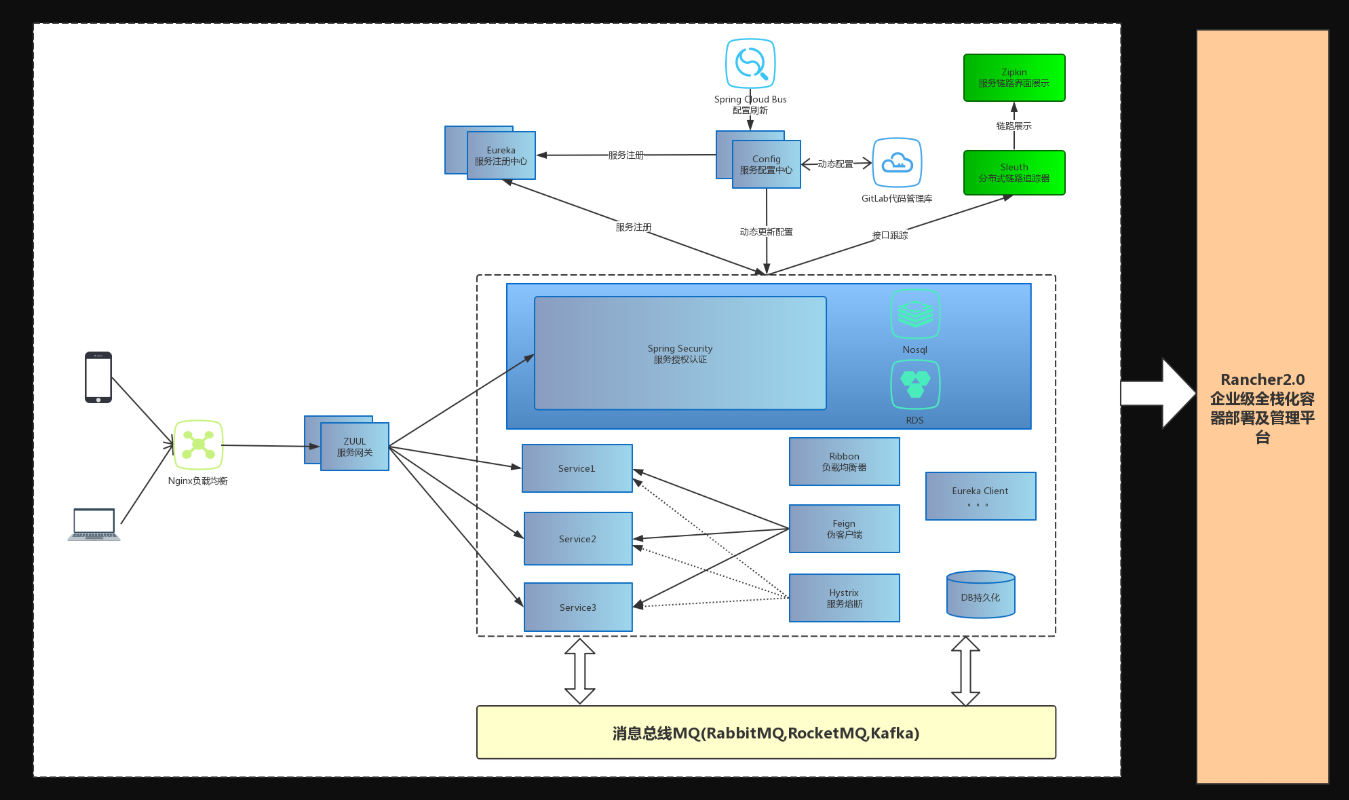 Spring Cloud Bus
配置刷新
Zipkin
服务链路界面展示
链路展示
Eureka
服务注册中心
服务注册
Config
服务配置中心
动态配置
GitLab代码管理库
Sleuth
分布式链路追踪器
服务注册
动态更新配置
接口跟踪
Spring Security
服务授权认证
Nosql
RDS
Nginx负载均衡
ZUUL
服务网关
Service1
Service2
Service3
Ribbon
负载均衡器
Feign
伪客户端
Hystrix
服务熔断
Eureka Client
。。。
DB持久化
消息总线MQ(RabbitMQ,RocketMQ,Kafka)
Rancher2.0
企业级全栈化容
器部署及管理平
台